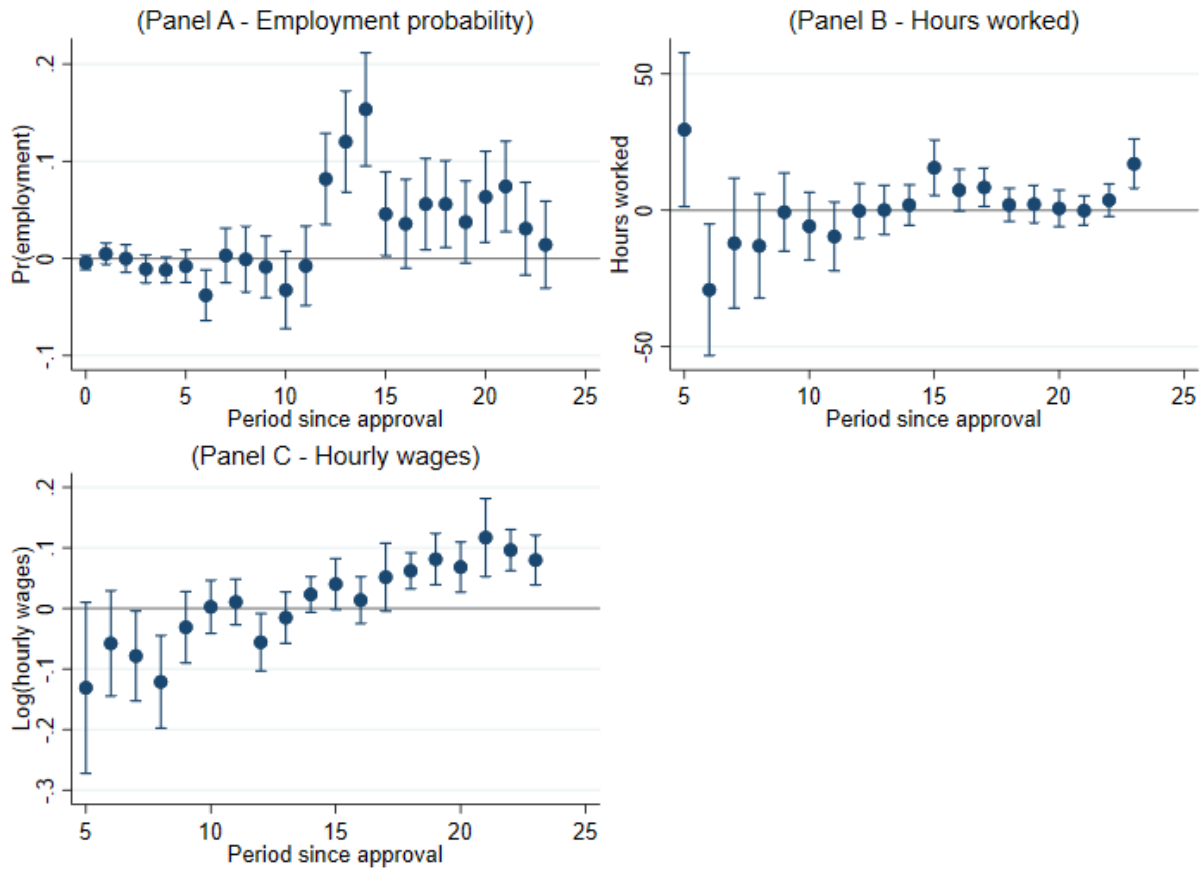 (Panel A - Employment probability)
Pr(employment)
.2
.1
0
-.1
0 5 10 15 20 25
Period since approval
(Panel B - Hours worked)
Hours worked
50
0
-50
5 10 15 20 25
Period since approval
(Panel C - Hourly wages)
Log(hourly wages)
.2
.1
0
-.1
-.2
-.3
5 10 15 20 25
Period since approval